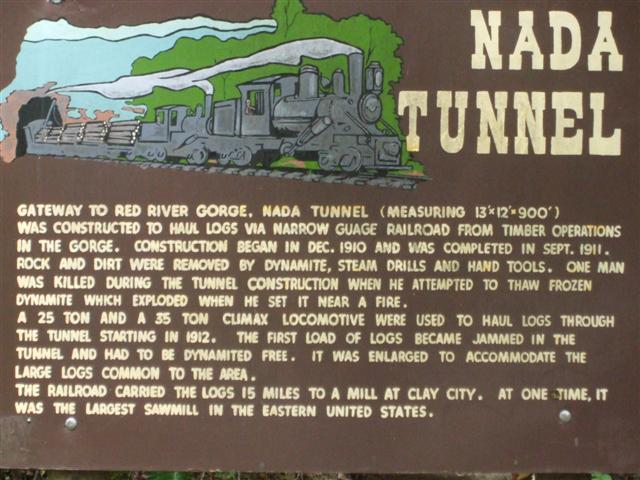 NADA
TUNNEL
GATEWAY TO RED RIVER GORGE, NADA TUNNEL (MEASURING 13'x12'x900')
WAS CONSTRUCTED TO HAUL LOGS VIA NARROW GUAGE RAILROAD FROM TIMBER OPERATIONS
IN THE GORGE. CONSTRUCTION BEGAN IN DEC. 1910 AND WAS COMPLETED IN SEPT. 1911.
ROCK AND DIRT WERE REMOVED BY DYNAMITE, STEAM DRILLS AND HAND TOOLS. ONE MAN
WAS KILLED DURING THE TUNNEL CONSTRUCTION WHEN HE ATTEMPTED TO THAW FROZEN
DYNAMITE WHICH EXPLODED WHEN HE SET IT NEAR A FIRE.
A 25 TON AND A 35 TON CLIMAX LOCOMOTIVE WERE USED TO HAUL LOGS THROUGH
THE TUNNEL STARTING IN 1912. THE FIRST LOAD OF LOGS BECAME JAMMED IN THE
TUNNEL AND HAD TO BE DYNAMITED FREE. IT WAS ENLARGED TO ACCOMMODATE THE
LARGE LOGS COMMON TO THE AREA.
THE RAILROAD CARRIED THE LOGS 15 MILES TO A MILL AT CLAY CITY. AT ONE TIME, IT
WAS THE LARGEST SAWMILL IN THE EASTERN UNITED STATES.